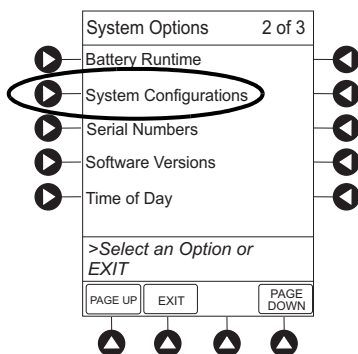 System Options 2 of 3
Battery Runtime
System Configurations
Serial Numbers
Software Versions
Time of Day
>Select an Option or
EXIT
PAGE UP EXIT PAGE
DOWN